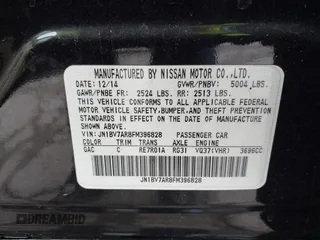 MANUFACTURED BY NISSAN MOTOR CO.,LTD.
DATE: 12/14 GVWR/PNBV: 5004 LBS.
GAWR/PNBE FR: 2524 LBS. RR: 2513 LBS.
THIS VEHICLE CONFORMS TO ALL APPLICABLE FEDERAL
MOTOR VEHICLE SAFETY, BUMPER, AND THEFT PREVENTION
STANDARDS IN EFFECT ON THE DATE OF MANUFACTURE
SHOWN ABOVE.
V.I.N.: JN1BV7AR8FM396828 PASSENGER CAR
COLOR TRIM TRANS AXLE ENGINE
GAC C RE7R01A RG31 VQ37(VHR) 3696CC
JN1BV7AR8FM396828
DREAMBID